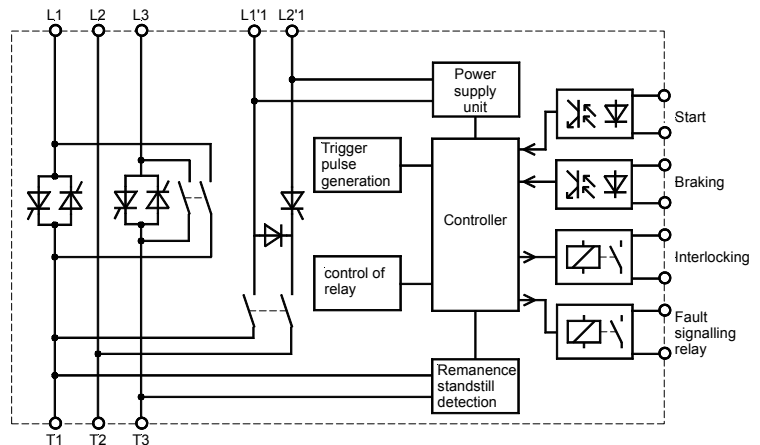 L1
L2
L3
L1'1
L2'1
Power
supply
unit
Start
Trigger
pulse
generation
Braking
Controller
Interlocking
control of
relay
Fault
signalling
relay
Remanence
standstill
detection
T1
T2
T3